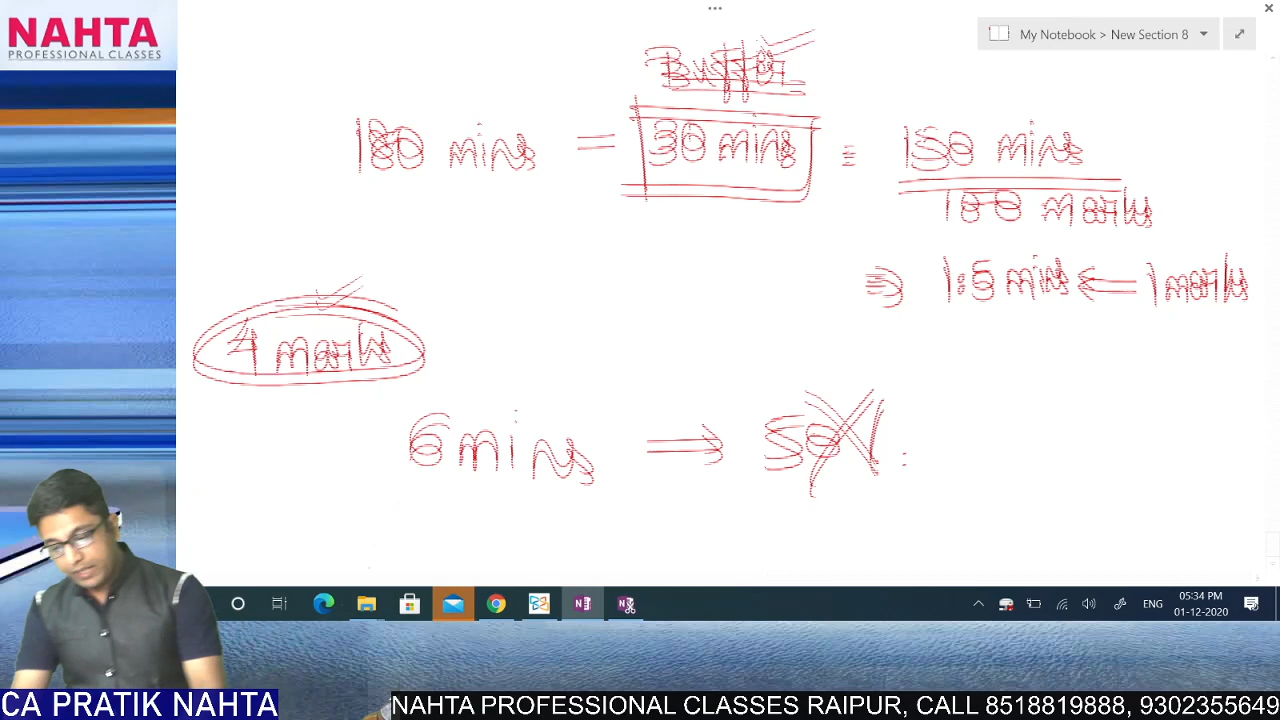 NAHTA
PROFESSIONAL CLASSES
My Notebook > New Section 8
Buffer
180 mins = 30 mins = 150 mins
100 marks
⇒ 1.5 mins ⇐ 1 mark
4 marks
6 mins ⇒ 50%.
ENG
05:34 PM
01-12-2020
CA PRATIK NAHTA
NAHTA PROFESSIONAL CLASSES RAIPUR, CALL 8518819888, 9302355649